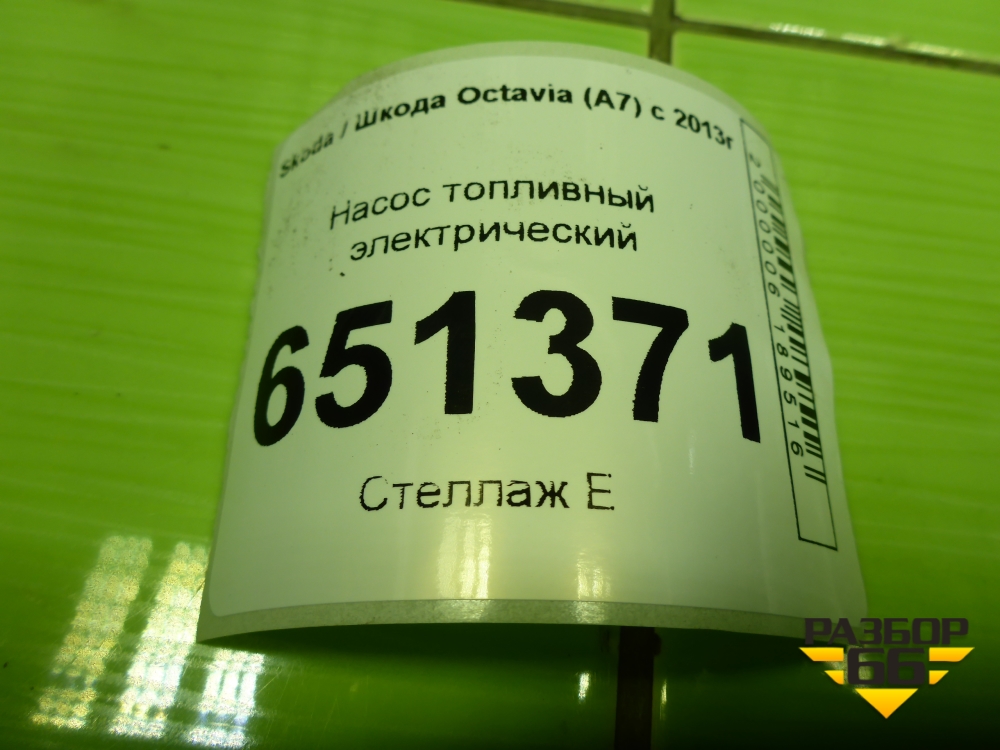 Skoda / Шкода Octavia (A7) с 2013г
Насос топливный
электрический
651371
Стеллаж Е
2000006189516
РАЗБОР
66